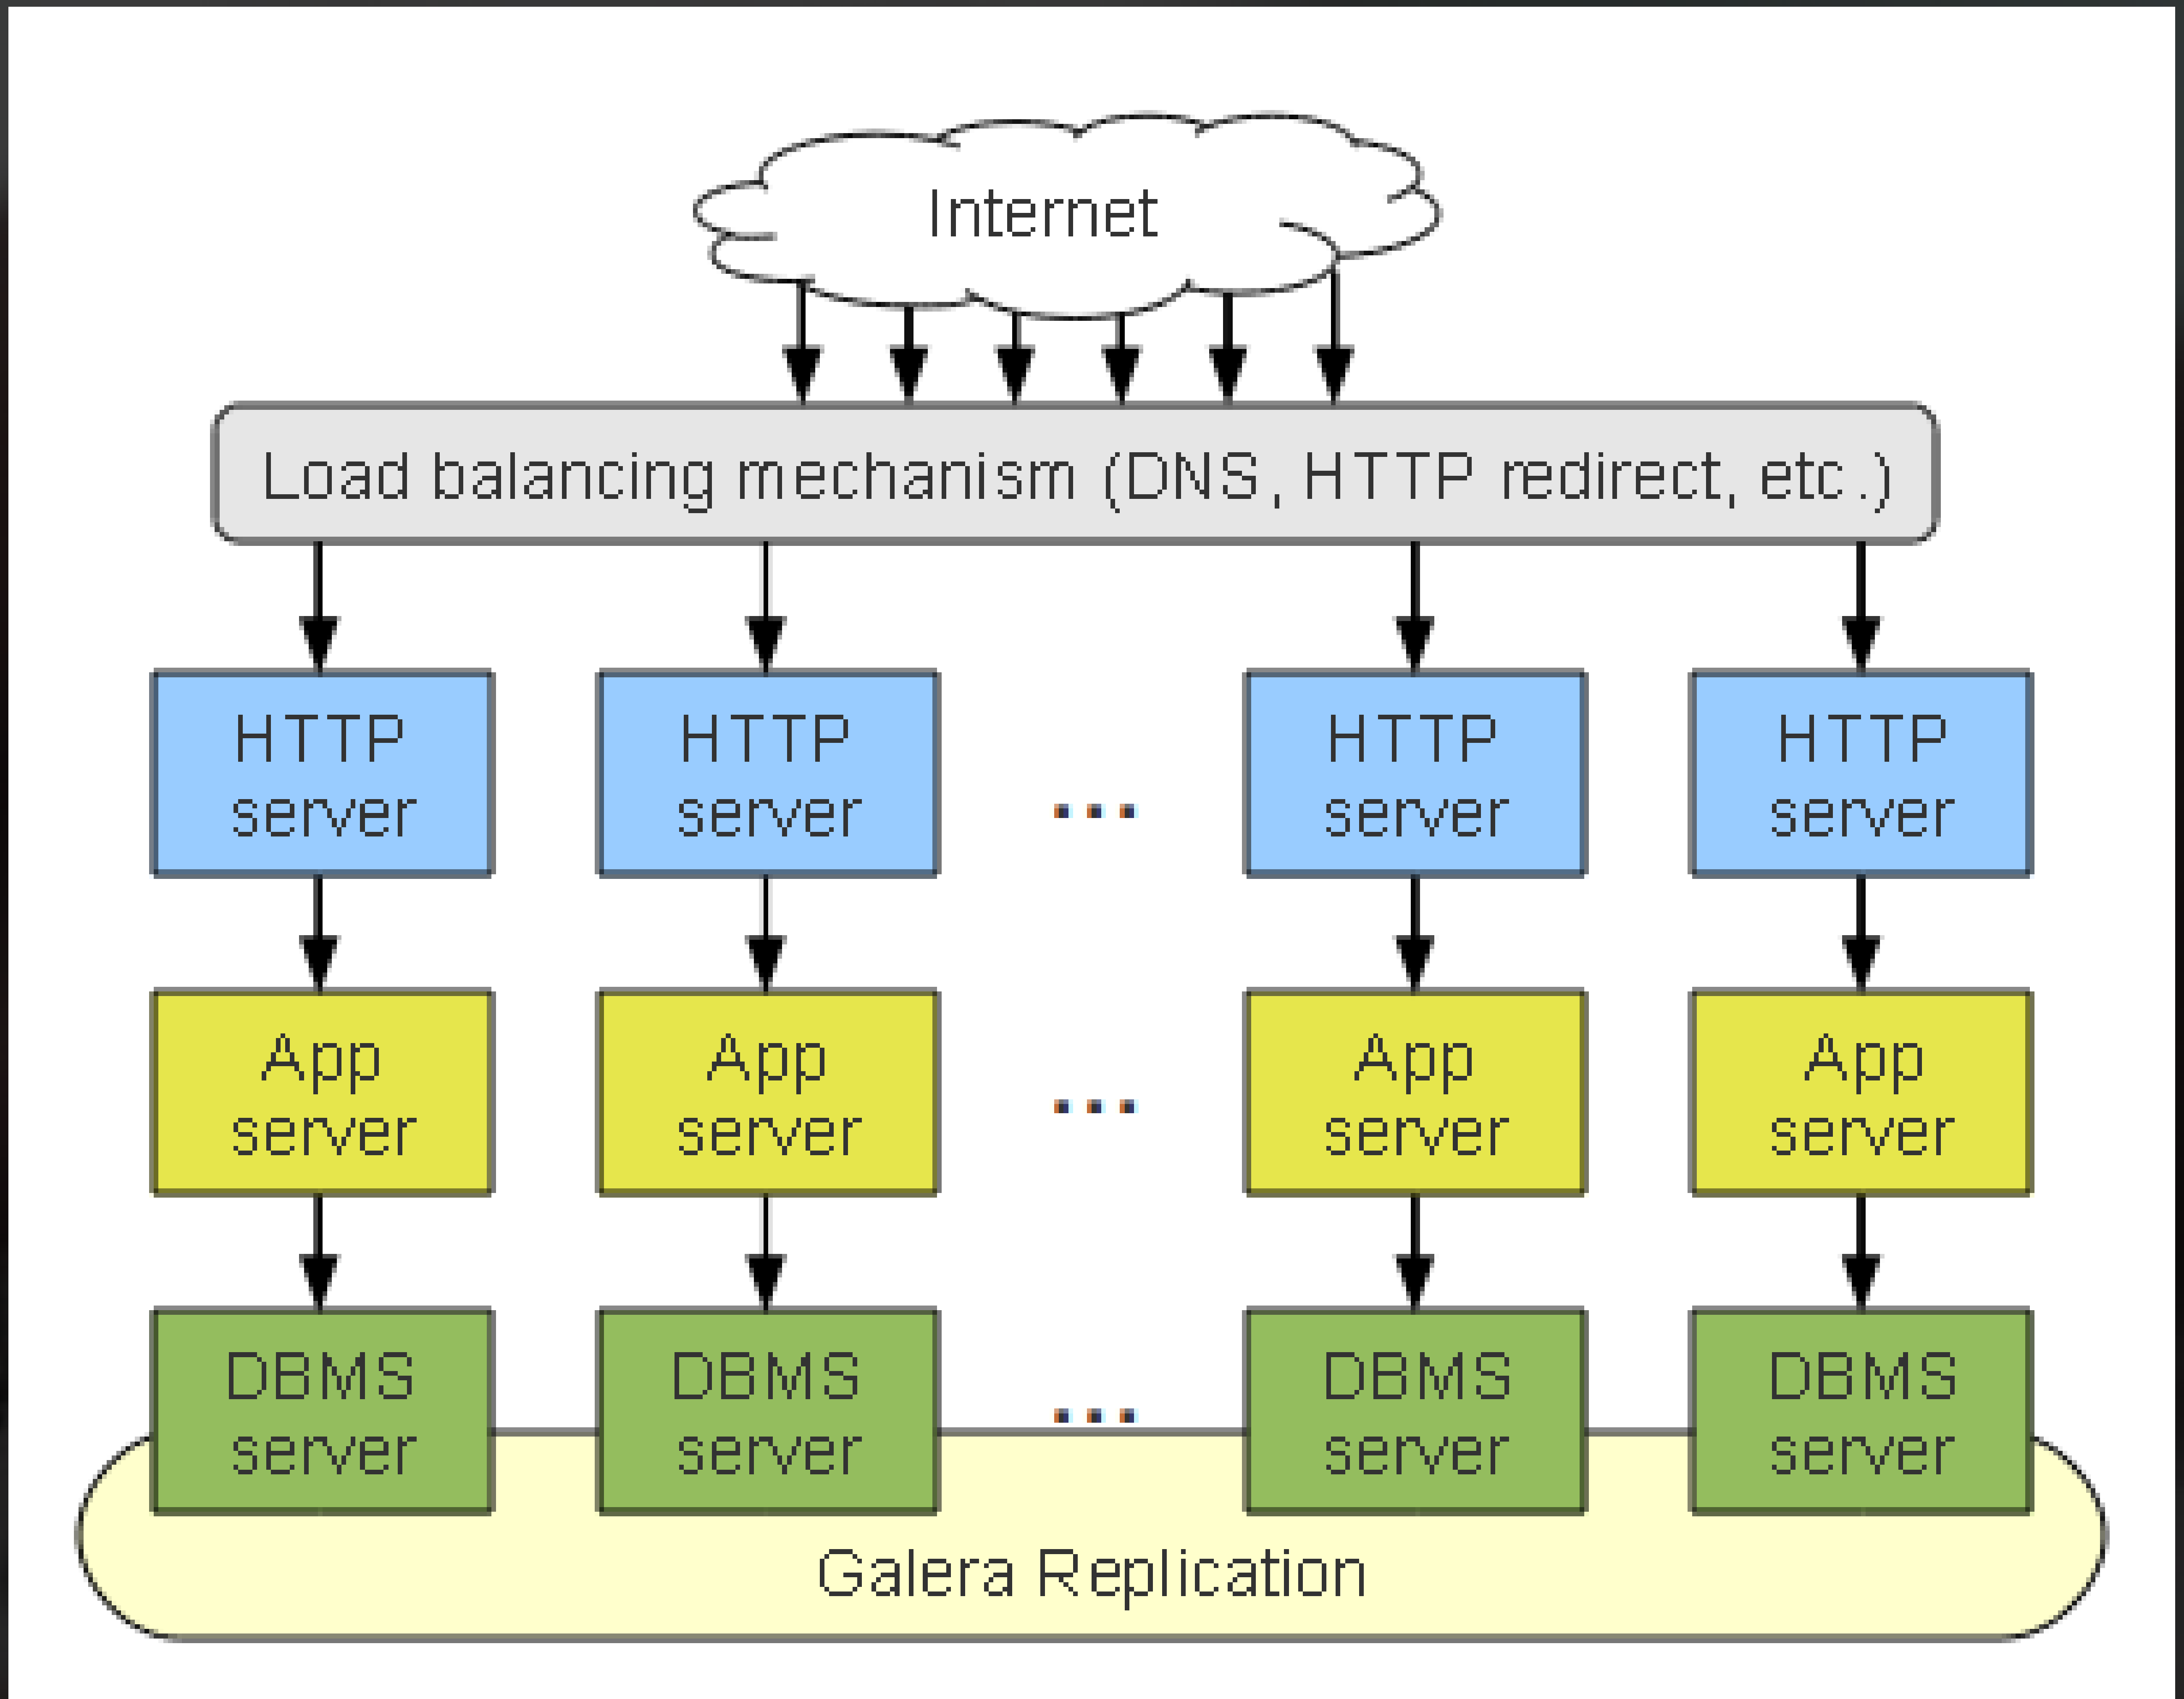 Internet
Load balancing mechanism (DNS, HTTP redirect, etc.)
HTTP
server
HTTP
server
...
HTTP
server
HTTP
server
App
server
App
server
...
App
server
App
server
DBMS
server
DBMS
server
...
DBMS
server
DBMS
server
Galera Replication